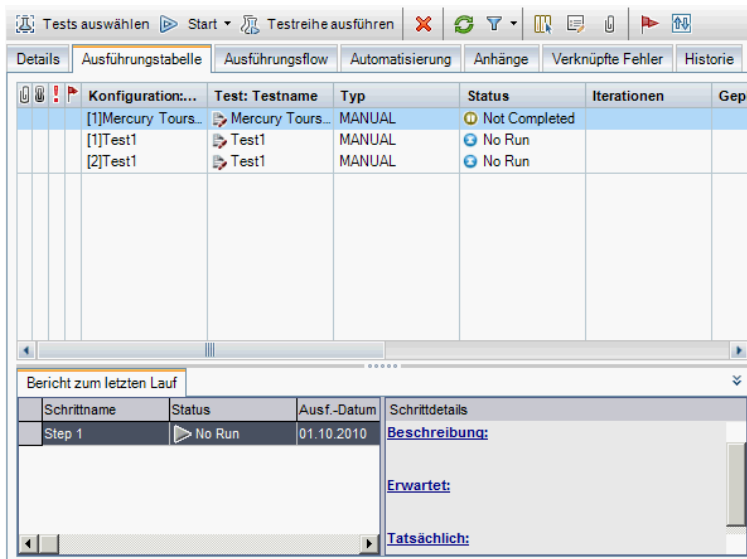 Tests auswählen Start Testreihe ausführen
Details Ausführungstabelle Ausführungsflow Automatisierung Anhänge Verknüpfte Fehler Historie
Konfiguration:... Test: Testname Typ Status Iterationen Gep
[1]Mercury Tours... Mercury Tours... MANUAL Not Completed
[1]Test1 Test1 MANUAL No Run
[2]Test1 Test1 MANUAL No Run
Bericht zum letzten Lauf
Schrittname Status Ausf.-Datum Schrittdetails
Step 1 No Run 01.10.2010 Beschreibung:
Erwartet:
Tatsächlich: